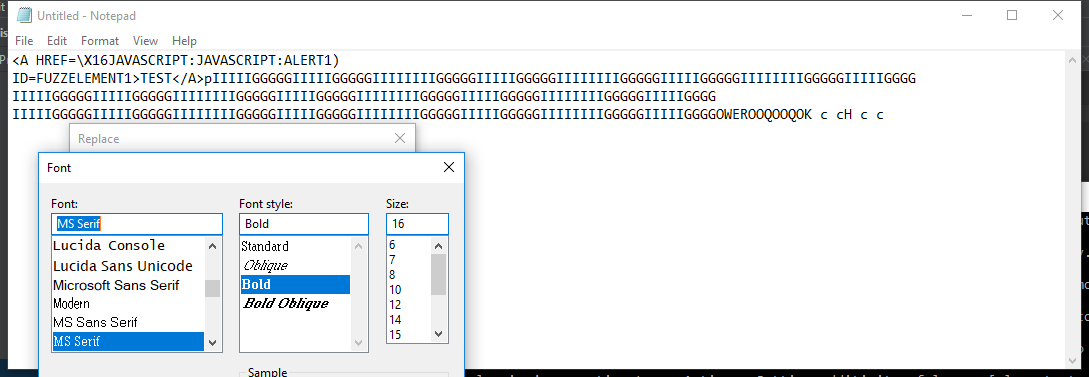 Untitled - Notepad
File Edit Format View Help
<A HREF=\X16JAVASCRIPT:JAVASCRIPT:ALERT1)
ID=FUZZELEMENT1>TEST</A>pIIIIIGGGGGIIIIIGGGGGIIIIIIIIGGGGGIIIIIGGGGGIIIIIIIIGGGGGIIIIIGGGGGIIIIIIIIGGGGGIIIIIGGGG
IIIIIGGGGGIIIIIGGGGGIIIIIIIIGGGGGIIIIIGGGGGIIIIIIIIGGGGGIIIIIGGGGGIIIIIIIIGGGGGIIIIIGGGG
IIIIIGGGGGIIIIIGGGGGIIIIIIIIGGGGGIIIIIGGGGGIIIIIIIIGGGGGIIIIIGGGGGIIIIIIIIGGGGGIIIIIGGGGOWEROOQOOQOK c cH c c
Replace
Font
Font: Font style: Size:
MS Serif Bold 16
Lucida Console Standard 6
Lucida Sans Unicode Oblique 7
Microsoft Sans Serif Bold 8
Modern Bold Oblique 10
MS Sans Serif 12
MS Serif 14
15
Sample